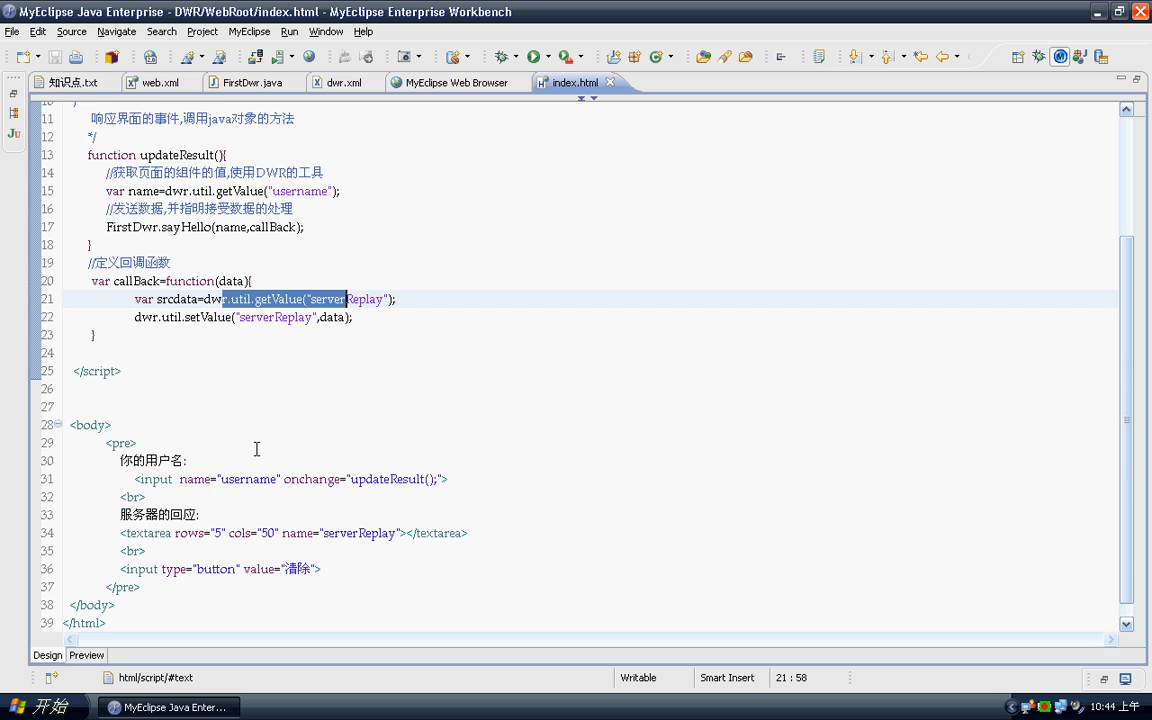 MyEclipse Java Enterprise - DWR/WebRoot/index.html - MyEclipse Enterprise Workbench
File Edit Source Navigate Search Project MyEclipse Run Window Help
知识点.txt web.xml FirstDwr.java dwr.xml MyEclipse Web Browser index.html
11 响应界面的事件,调用java对象的方法
12 */
13 function updateResult(){
14 //获取页面的组件的值,使用DWR的工具
15 var name=dwr.util.getValue("username");
16 //发送数据,并指明接受数据的处理
17 FirstDwr.sayHello(name,callBack);
18 }
19 //定义回调函数
20 var callBack=function(data){
21 var srcdata=dwr.util.getValue("serverReplay");
22 dwr.util.setValue("serverReplay",data);
23 }
24
25 </script>
26
27
28 <body>
29 <pre>
30 你的用户名:
31 <input name="username" onchange="updateResult();">
32 <br>
33 服务器的回应:
34 <textarea rows="5" cols="50" name="serverReplay"></textarea>
35 <br>
36 <input type="button" value="清除">
37 </pre>
38 </body>
39 </html>
Design Preview
html/script/#text Writable Smart Insert 21 : 58
开始 MyEclipse Java Enter... 10:44 上午